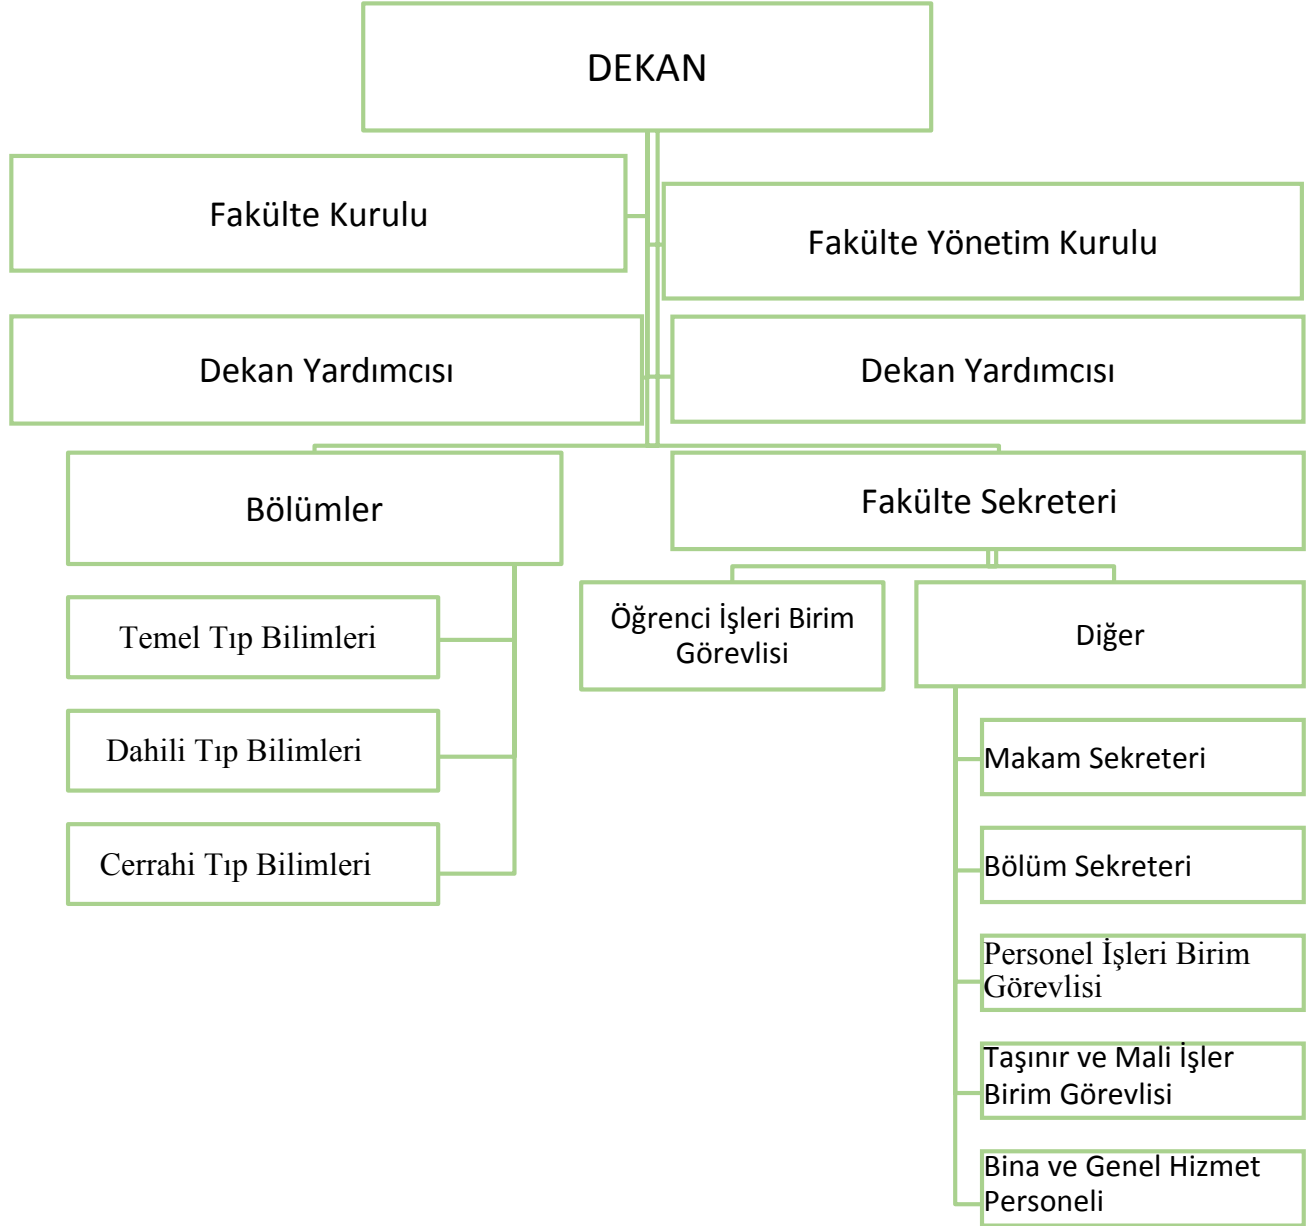 DEKAN
Fakülte Kurulu
Fakülte Yönetim Kurulu
Dekan Yardımcısı
Dekan Yardımcısı
Bölümler
Fakülte Sekreteri
Temel Tıp Bilimleri
Dahili Tıp Bilimleri
Cerrahi Tıp Bilimleri
Öğrenci İşleri Birim
Görevlisi
Diğer
Makam Sekreteri
Bölüm Sekreteri
Personel İşleri Birim
Görevlisi
Taşınır ve Mali İşler
Birim Görevlisi
Bina ve Genel Hizmet
Personeli